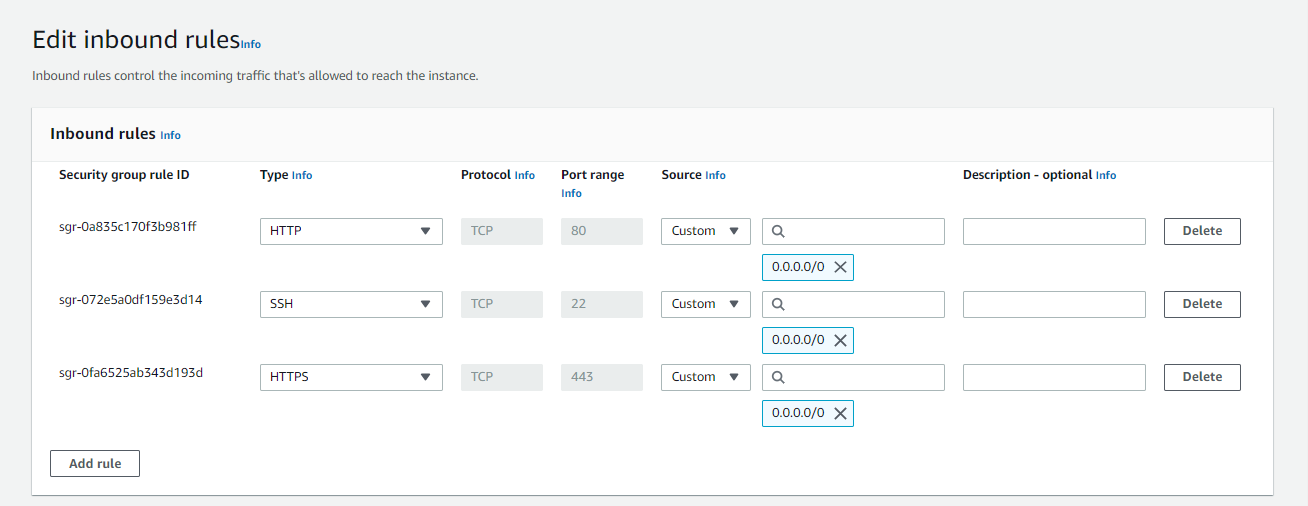 Edit inbound rules Info
Inbound rules control the incoming traffic that's allowed to reach the instance.
Inbound rules Info
Security group rule ID Type Info Protocol Info Port range Info Source Info Description - optional Info
sgr-0a835c170f3b981ff HTTP TCP 80 Custom Delete
0.0.0.0/0
sgr-072e5a0df159e3d14 SSH TCP 22 Custom Delete
0.0.0.0/0
sgr-0fa6525ab343d193d HTTPS TCP 443 Custom Delete
0.0.0.0/0
Add rule